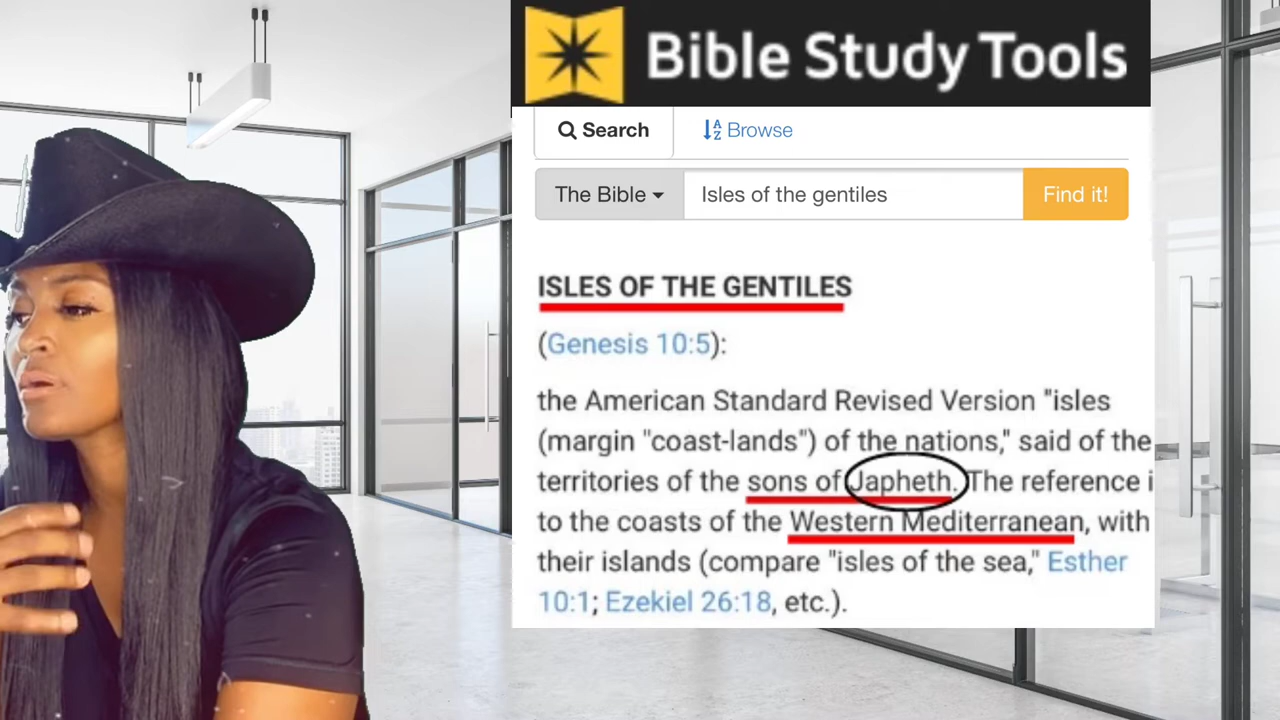 Bible Study Tools
Search
Browse
The Bible
Isles of the gentiles
Find it!
ISLES OF THE GENTILES
(Genesis 10:5):
the American Standard Revised Version "isles
(margin "coast-lands") of the nations," said of the
territories of the sons of Japheth. The reference i
to the coasts of the Western Mediterranean, with
their islands (compare "isles of the sea," Esther
10:1; Ezekiel 26:18, etc.).